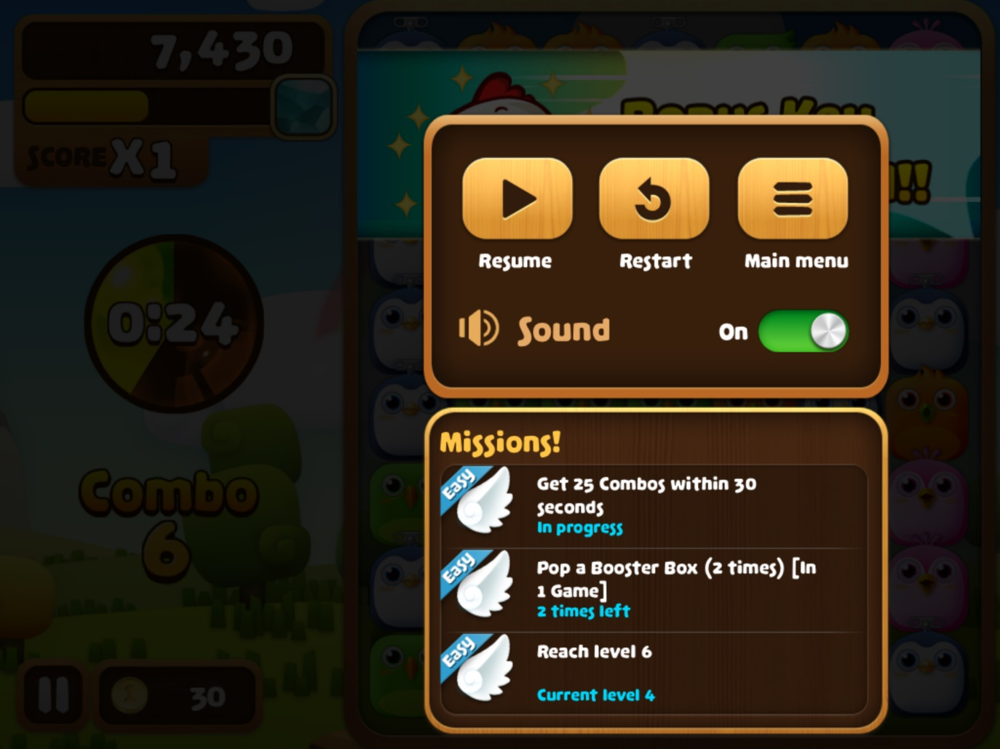 7,430
SCORE X1
Bonus Key
!!
0:24
Combo
6
30
Resume
Restart
Main menu
Sound
On
Missions!
Easy
Get 25 Combos within 30
seconds
In progress
Easy
Pop a Booster Box (2 times) [In
1 Game]
2 times left
Easy
Reach level 6
Current level 4